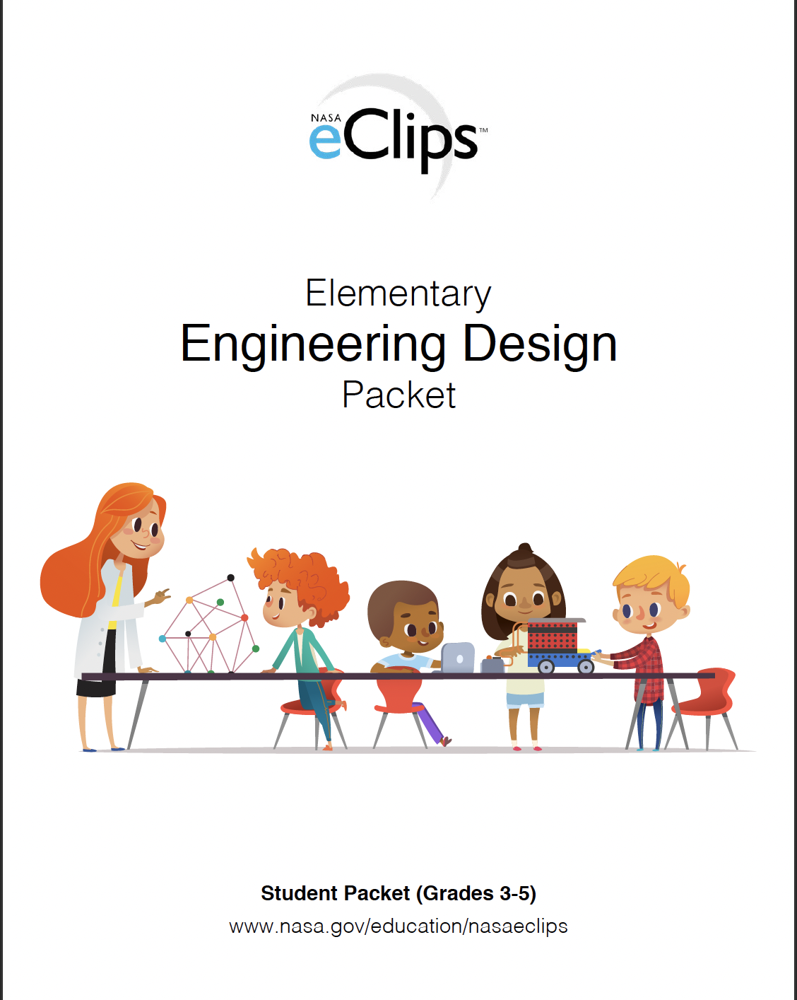 NASA
eClips™
Elementary
Engineering Design
Packet
Student Packet (Grades 3-5)
www.nasa.gov/education/nasaeclips